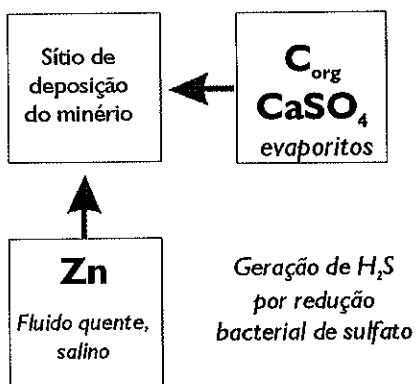 Sítio de
deposição
do minério
C_org
CaSO₄
evaporitos
Zn
Fluido quente,
salino
Geração de H₂S
por redução
bacterial de sulfato